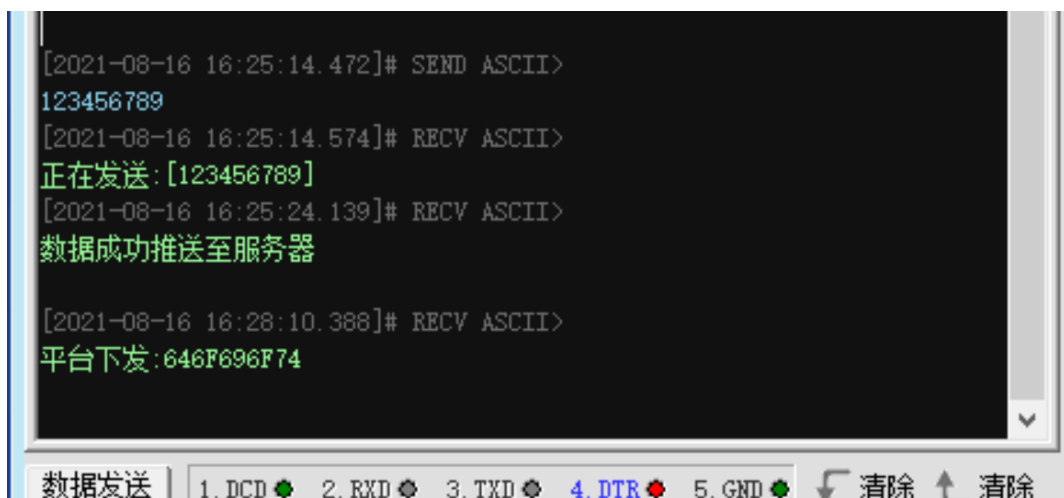 [2021-08-16 16:25:14.472]# SEND ASCII>
123456789
[2021-08-16 16:25:14.574]# RECV ASCII>
正在发送:[123456789]
[2021-08-16 16:25:24.139]# RECV ASCII>
数据成功推送至服务器
[2021-08-16 16:28:10.388]# RECV ASCII>
平台下发:646F696F74
数据发送 1.DCD 2.RXD 3.TXD 4.DTR 5.GND 清除 清除